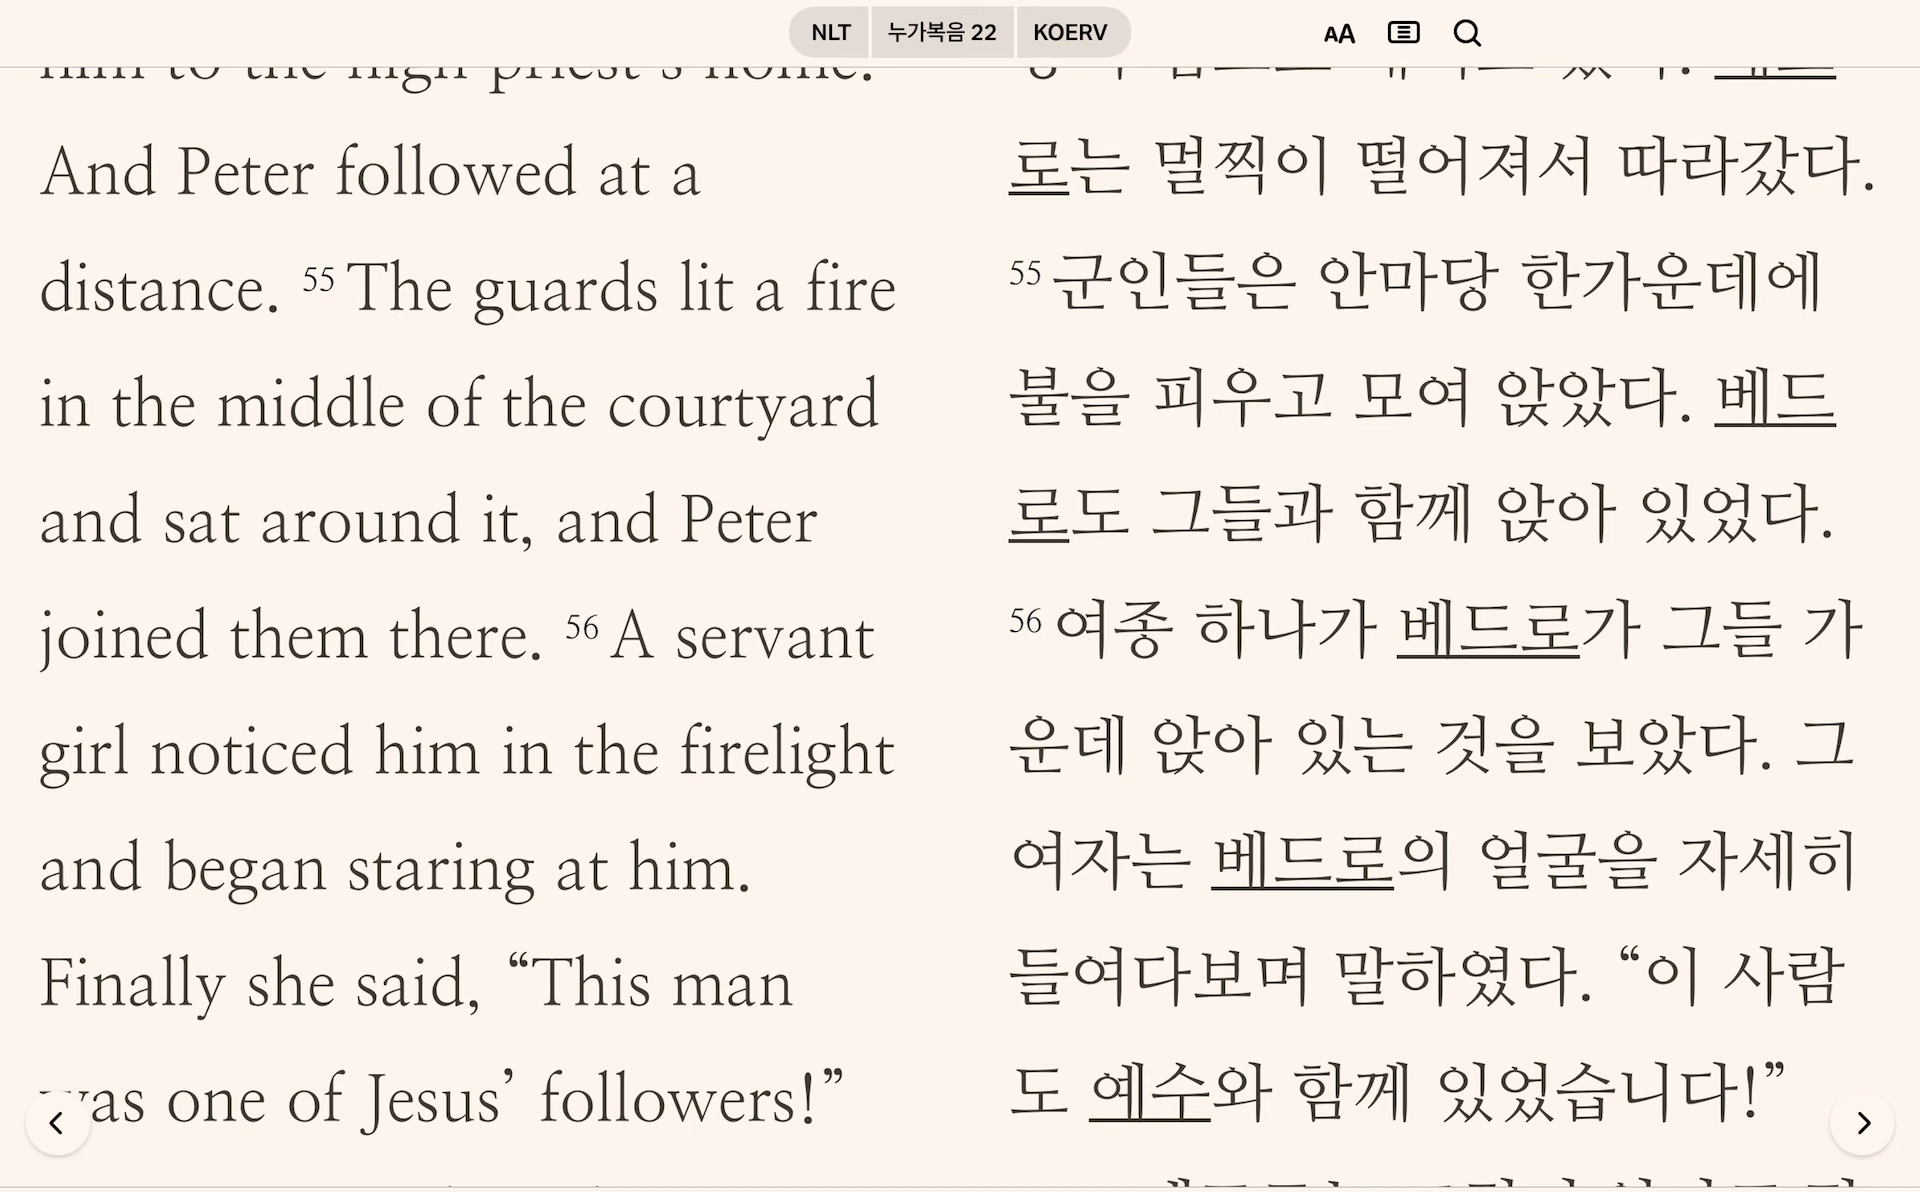 NLT 누가복음 22 KOERV
him to the high priest's home.
And Peter followed at a
distance. 55 The guards lit a fire
in the middle of the courtyard
and sat around it, and Peter
joined them there. 56 A servant
girl noticed him in the firelight
and began staring at him.
Finally she said, “This man
was one of Jesus’ followers!”
로는 멀찍이 떨어져서 따라갔다.
55 군인들은 안마당 한가운데에
불을 피우고 모여 앉았다. 베드
로도 그들과 함께 앉아 있었다.
56 여종 하나가 베드로가 그들 가
운데 앉아 있는 것을 보았다. 그
여자는 베드로의 얼굴을 자세히
들여다보며 말하였다. “이 사람
도 예수와 함께 있었습니다!”